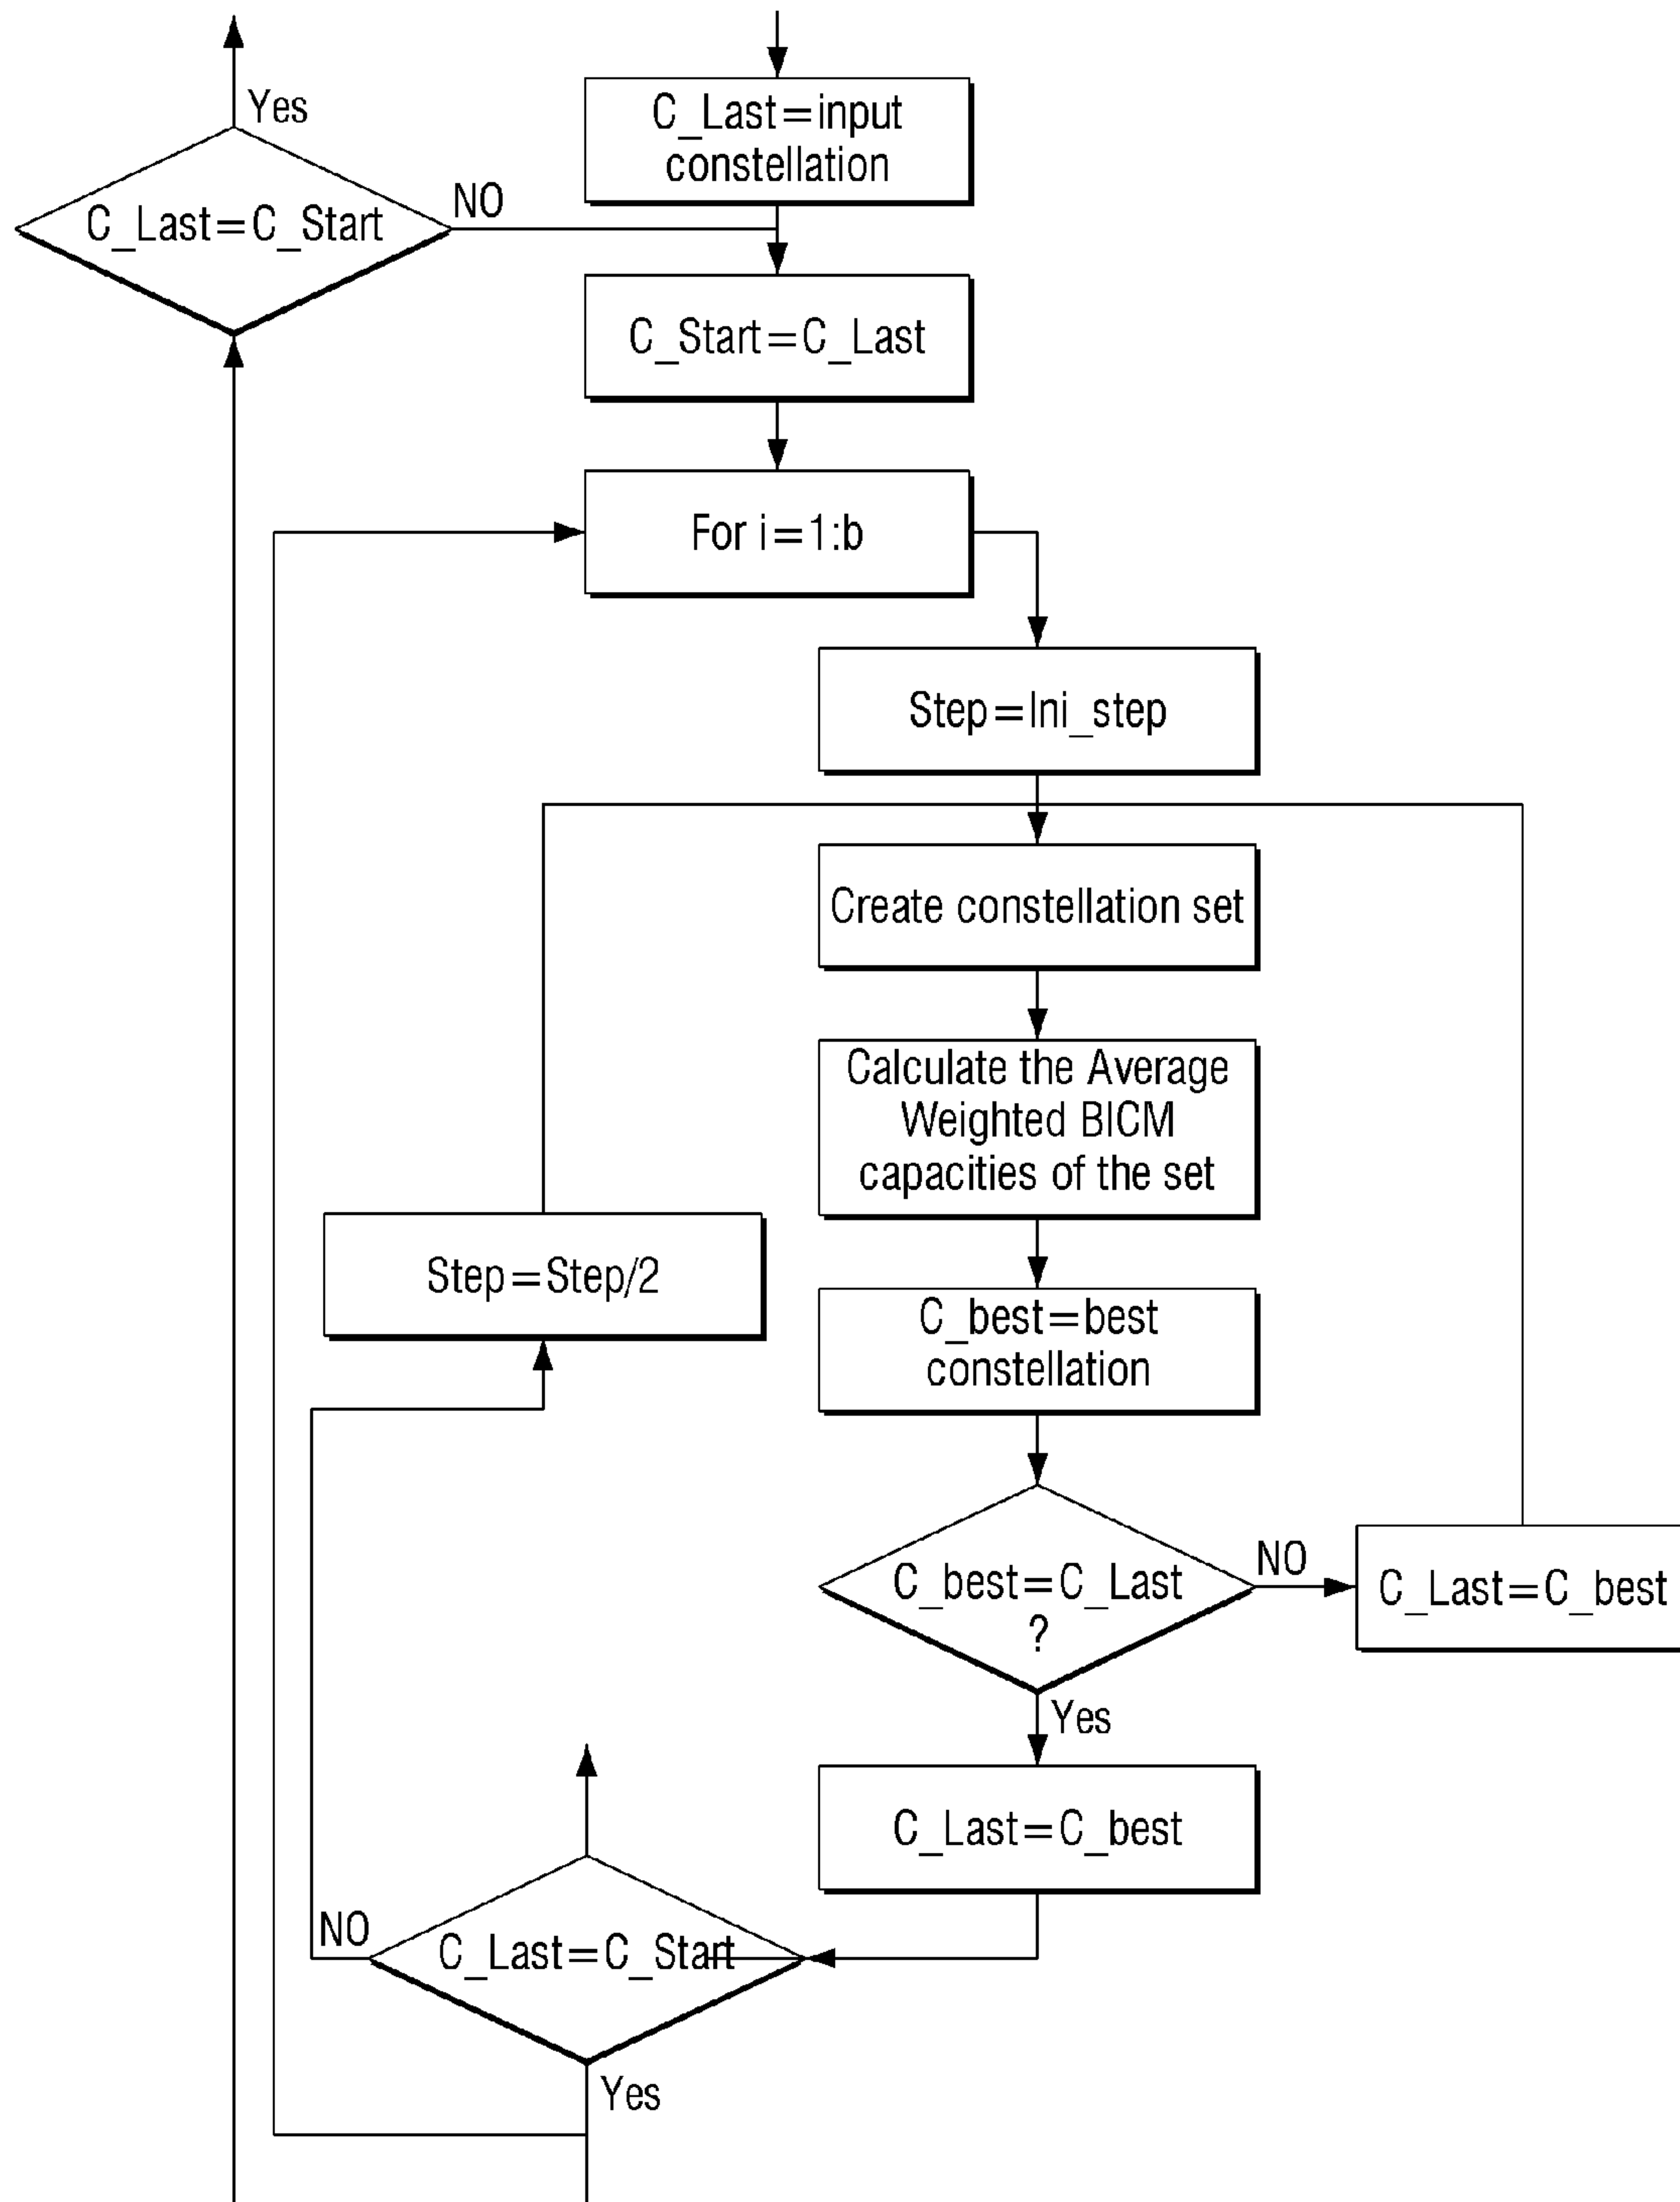 Yes
C_Last=input
constellation
C_Last=C_Start
NO
C_Start=C_Last
For i=1:b
Step=Ini_step
Create constellation set
Calculate the Average
Weighted BICM
capacities of the set
Step=Step/2
C_best=best
constellation
C_best=C_Last
?
NO
C_Last=C_best
Yes
C_Last=C_best
NO
C_Last=C_Start
Yes